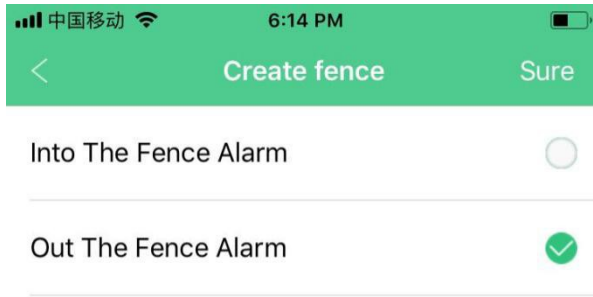 中国移动 6:14 PM
Create fence Sure
Into The Fence Alarm
Out The Fence Alarm